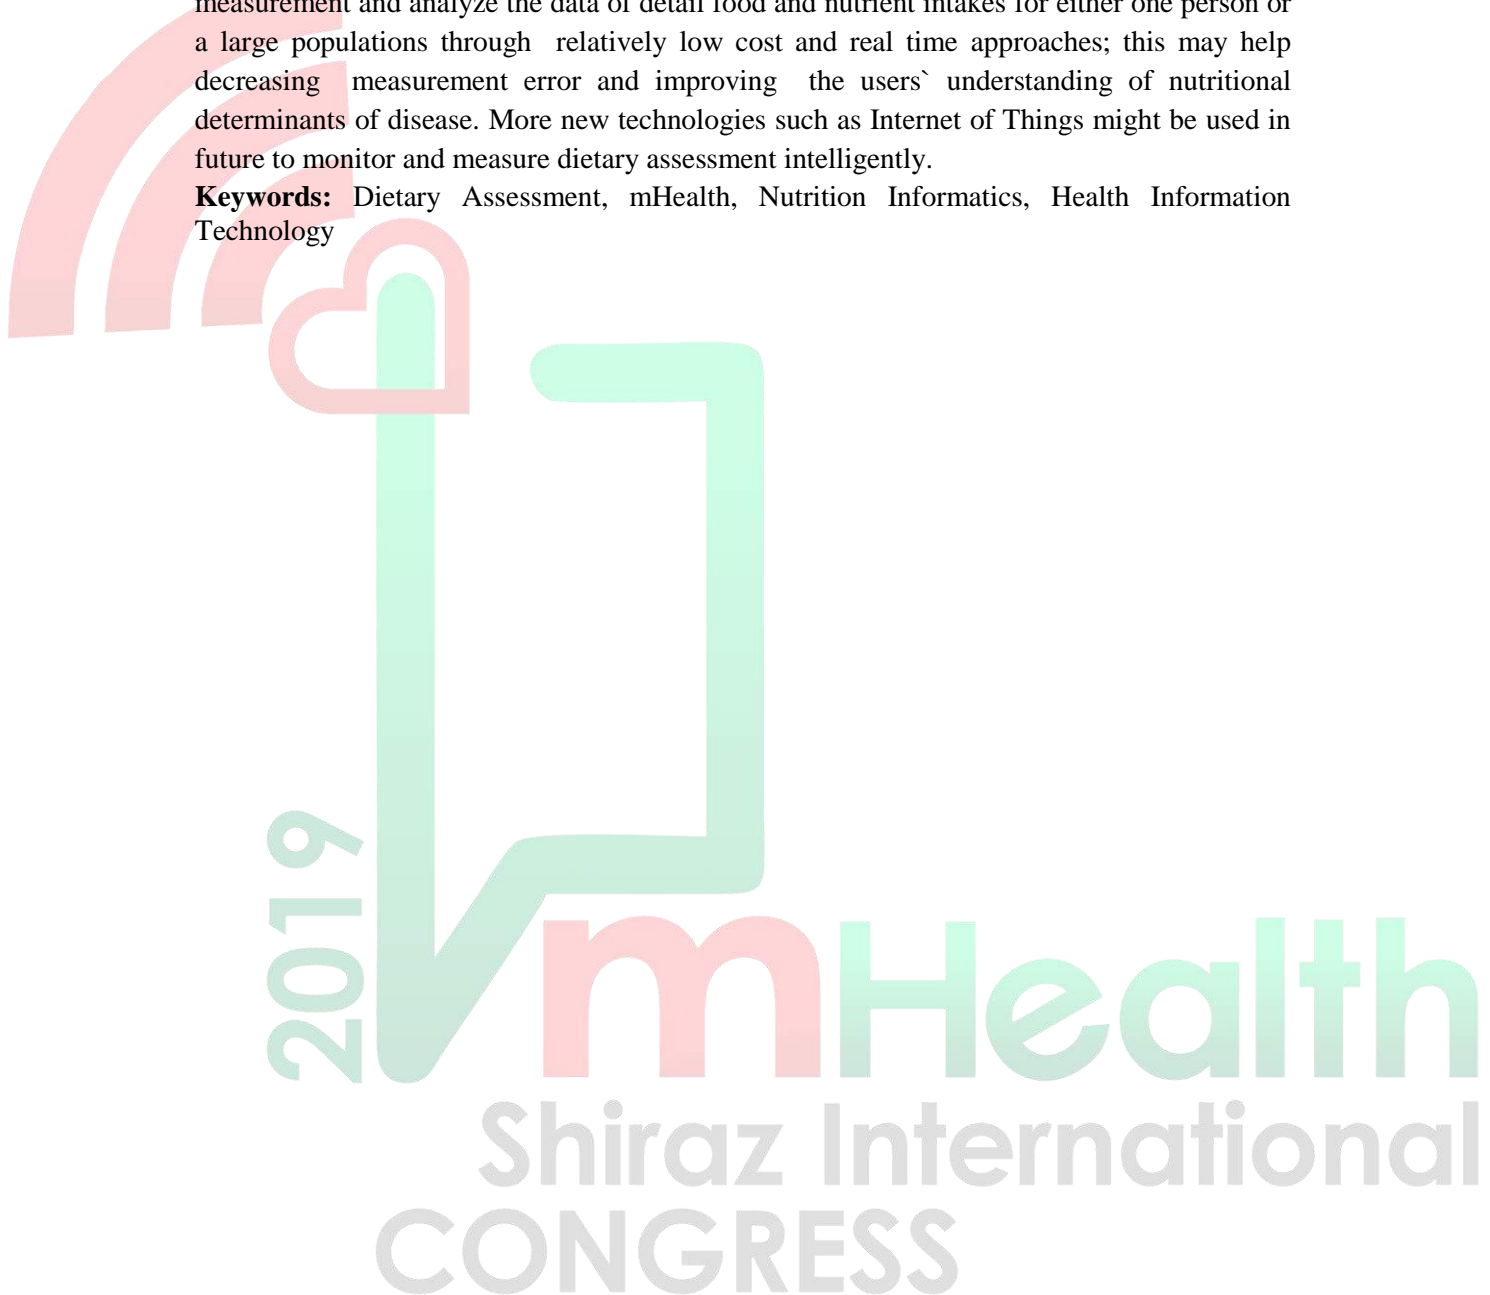 measurement and analyze the data of detail food and nutrient intakes for either one person or
a large populations through relatively low cost and real time approaches; this may help
decreasing measurement error and improving the users` understanding of nutritional
determinants of disease. More new technologies such as Internet of Things might be used in
future to monitor and measure dietary assessment intelligently.
Keywords: Dietary Assessment, mHealth, Nutrition Informatics, Health Information
Technology
2019
mHealth
Shiraz International
CONGRESS